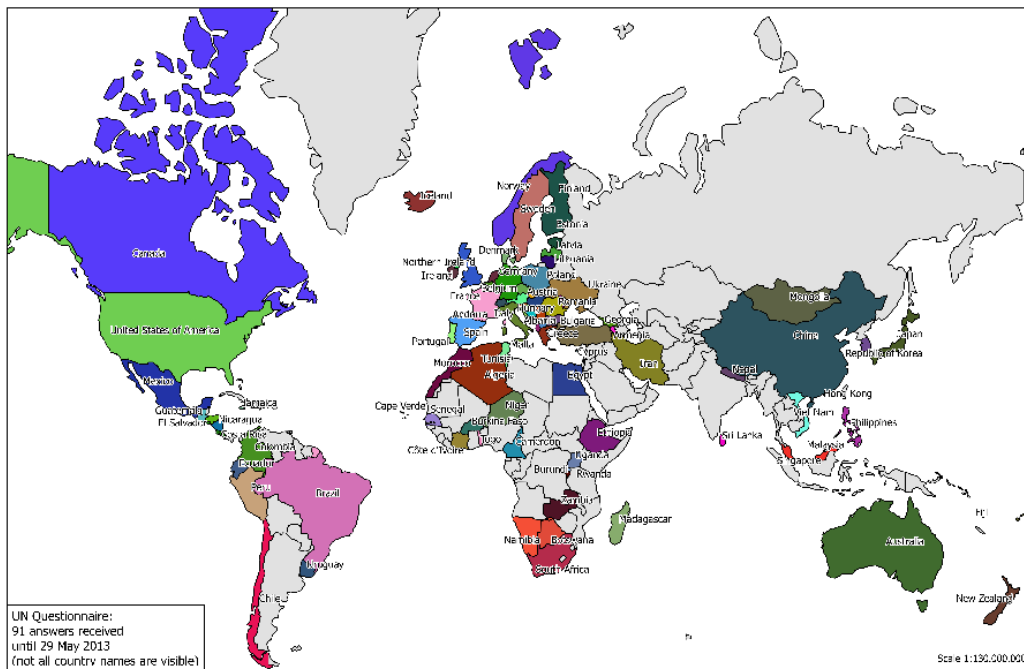 Iceland
Norway
Sweden
Finland
Estonia
Latvia
Lithuania
Denmark
Northern Ireland
Ireland
Germany
Poland
Belgium
Austria
Ukraine
France
Hungary
Romania
Andorra
Albania
Bulgaria
Georgia
Portugal
Spain
Greece
Armenia
Malta
Cyprus
Canada
United States of America
Mexico
Jamaica
Guatemala
El Salvador
Nicaragua
Costa Rica
Colombia
Ecuador
Peru
Brazil
Uruguay
Chile
Morocco
Tunisia
Algeria
Egypt
Iran
Cape Verde
Senegal
Niger
Burkina Faso
Côte d'Ivoire
Togo
Cameroon
Ethiopia
Uganda
Burundi
Rwanda
Zambia
Madagascar
Namibia
Botswana
South Africa
Mongolia
China
Japan
Republic of Korea
Nepal
Hong Kong
Viet Nam
Philippines
Sri Lanka
Malaysia
Singapore
Fiji
Australia
New Zealand
UN Questionnaire:
91 answers received
until 29 May 2013
(not all country names are visible)
Scale 1:130.000.000